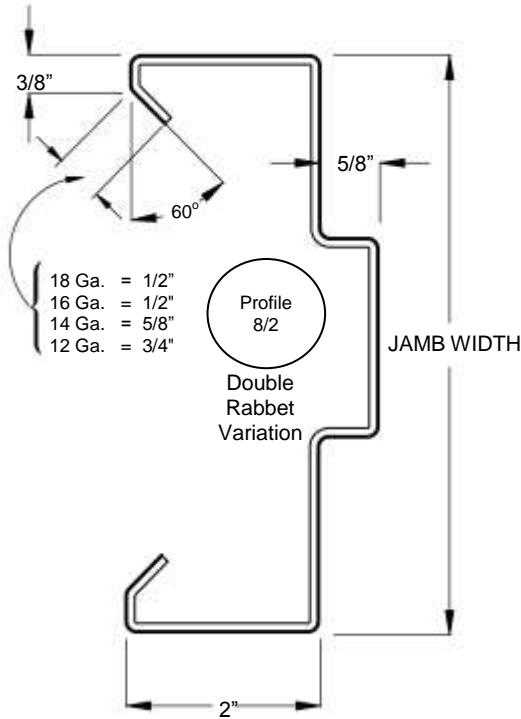 3/8”
5/8”
60°
18 Ga. = 1/2”
16 Ga. = 1/2"
14 Ga. = 5/8”
12 Ga. = 3/4"
Profile
8/2
JAMB WIDTH
Double
Rabbet
Variation
2”